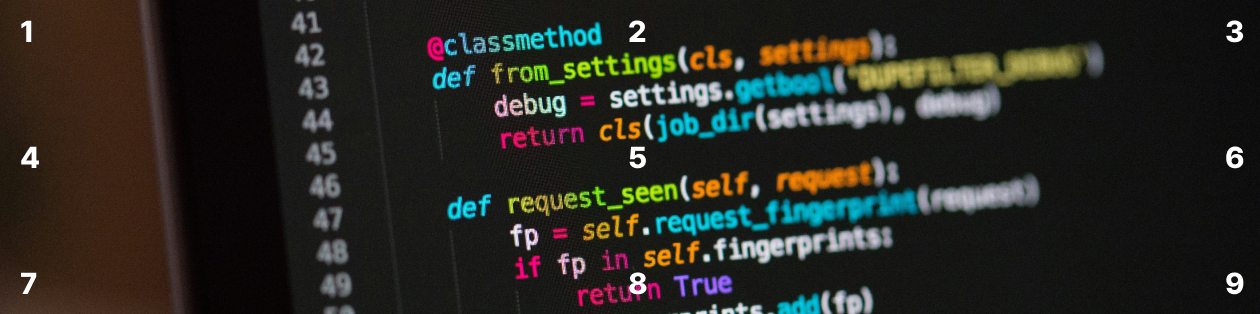 1 2 3
41
42 @classmethod
43 def from_settings(cls, settings):
44 debug = settings.getbool('DUPEFILTER_DEBUG')
45 return cls(job_dir(settings), debug)
4 5 6
46
47 def request_seen(self, request):
48 fp = self.request_fingerprint(request)
49 if fp in self.fingerprints:
7 8 9
return True
.add(fp)